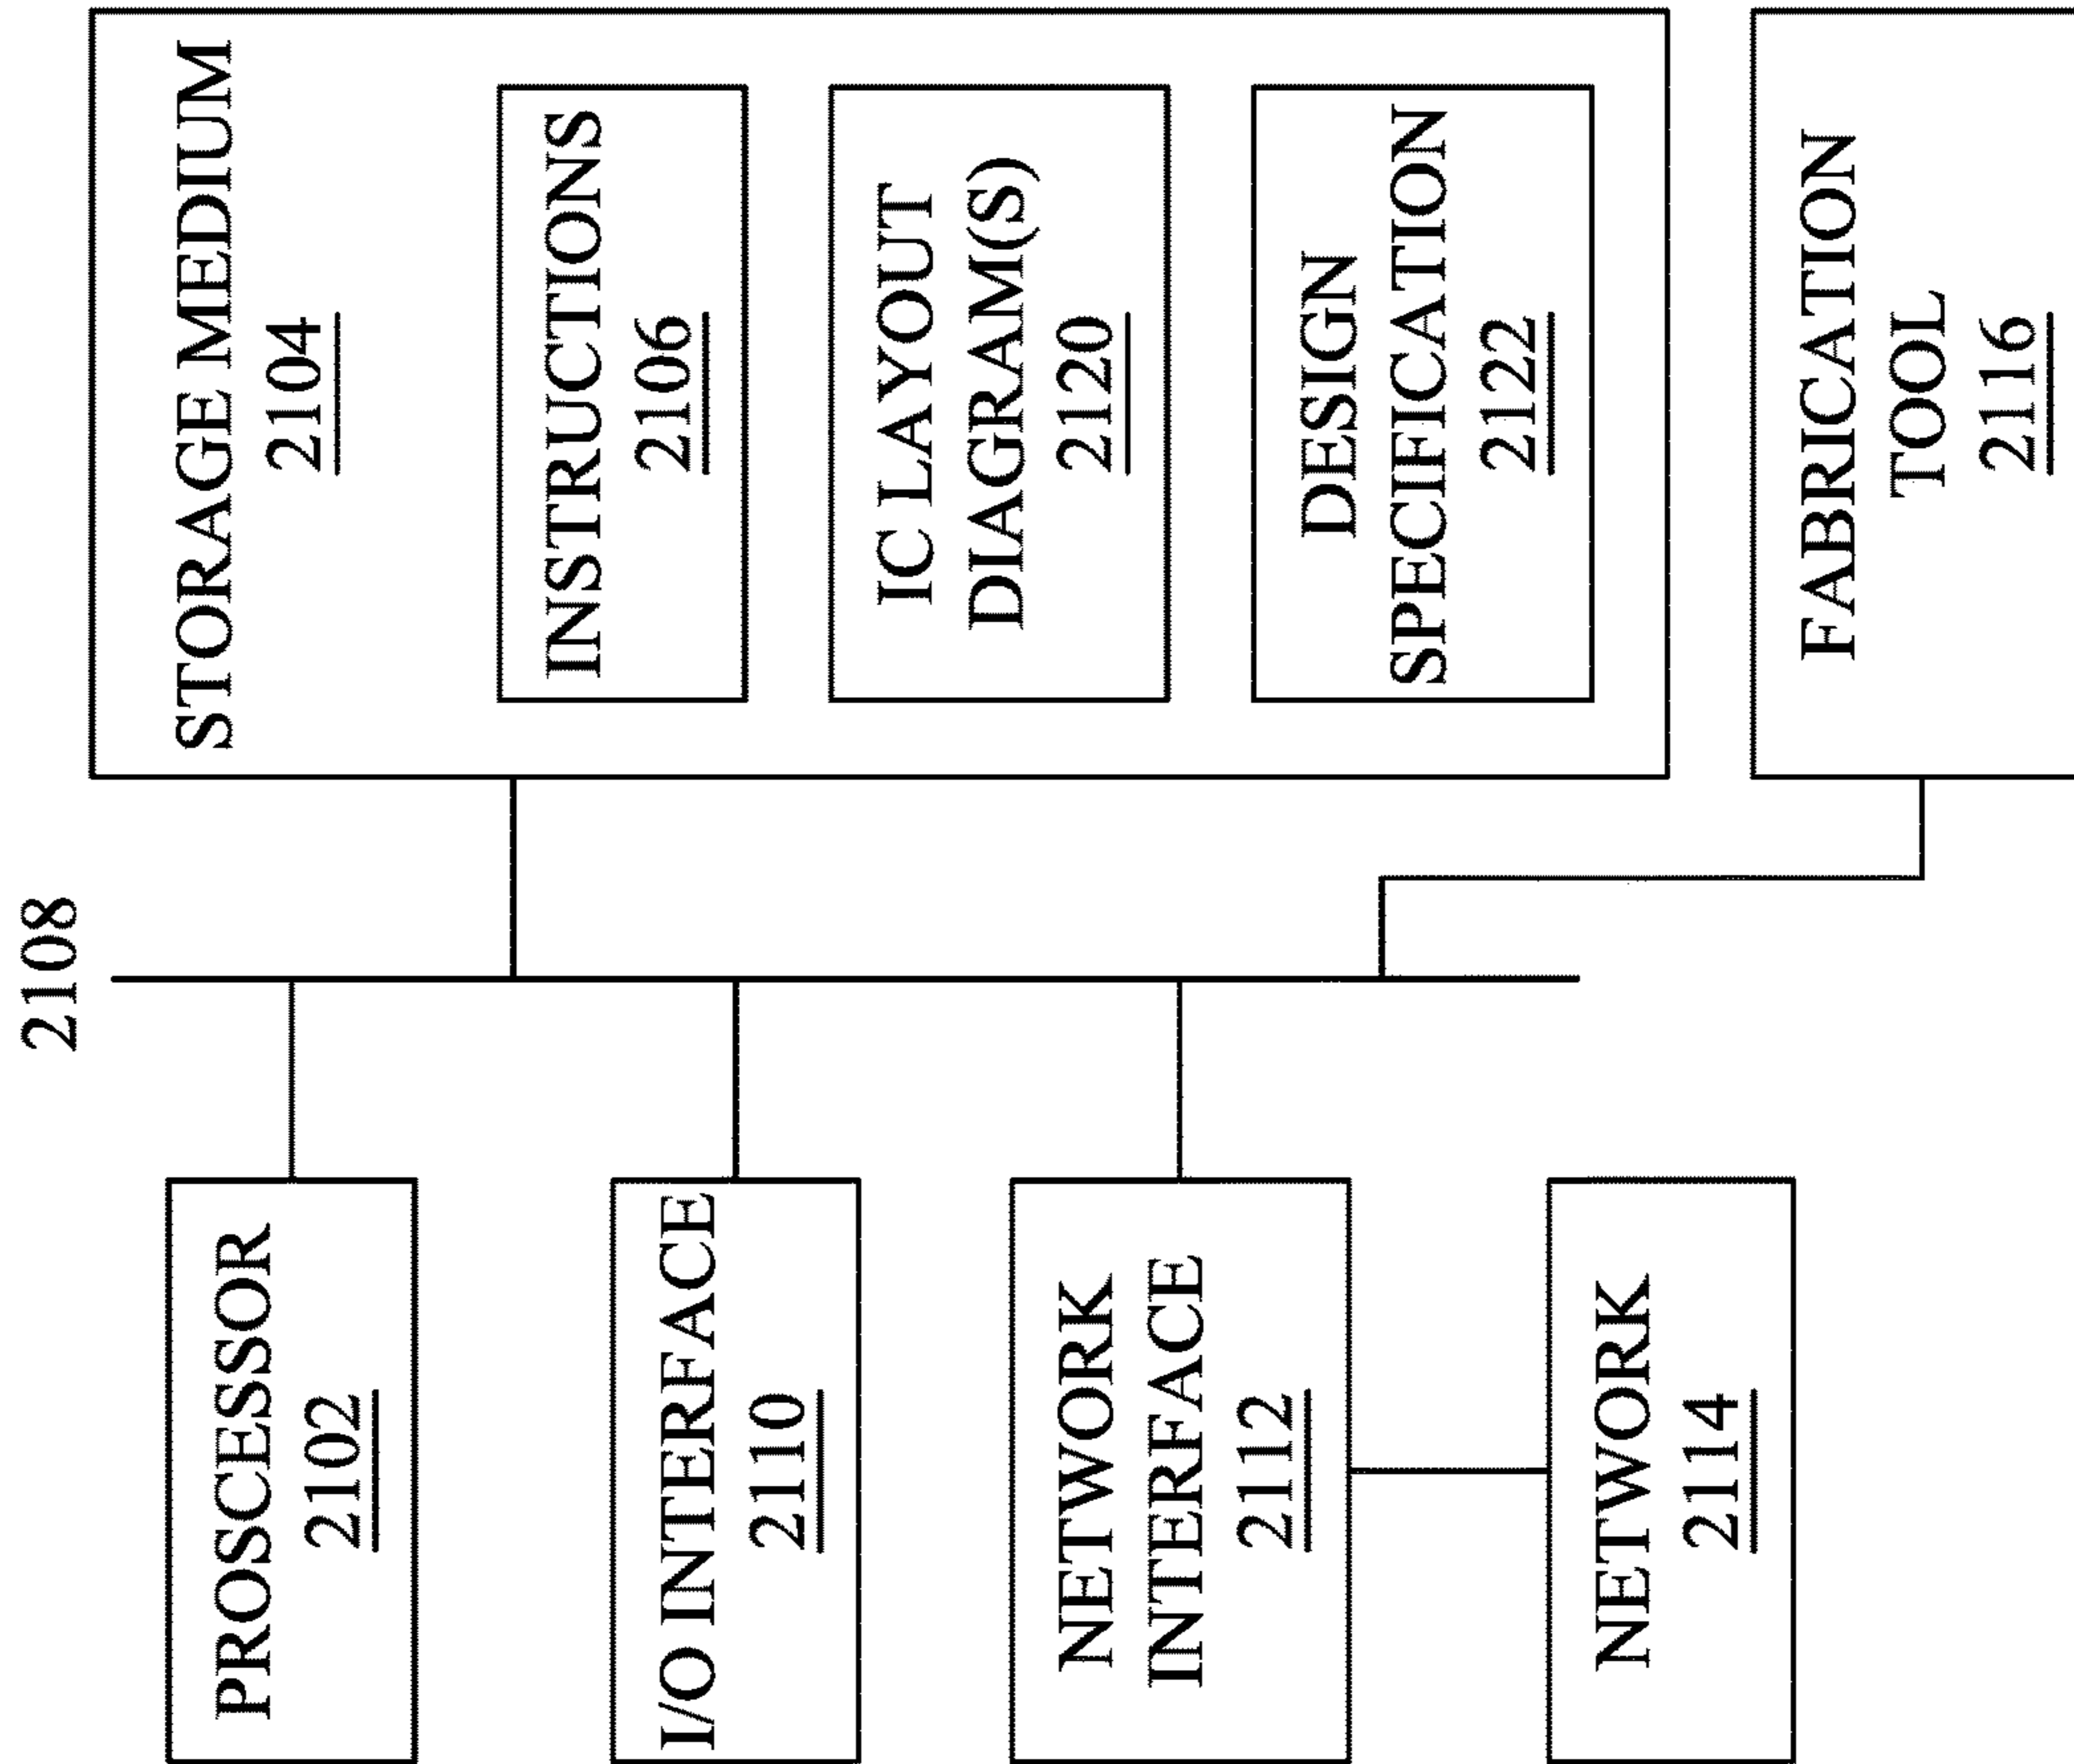 2108
PROSCESSOR
2102
I/O INTERFACE
2110
NETWORK
INTERFACE
2112
NETWORK
2114
STORAGE MEDIUM
2104
INSTRUCTIONS
2106
IC LAYOUT
DIAGRAM(S)
2120
DESIGN
SPECIFICATION
2122
FABRICATION
TOOL
2116